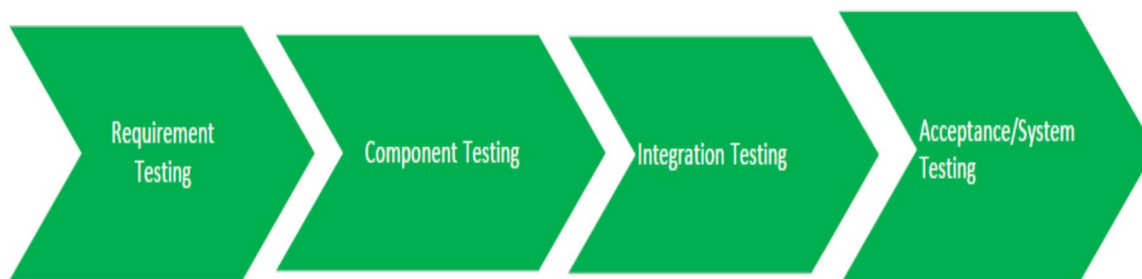 Requirement
Testing
Component Testing
Integration Testing
Acceptance/System
Testing